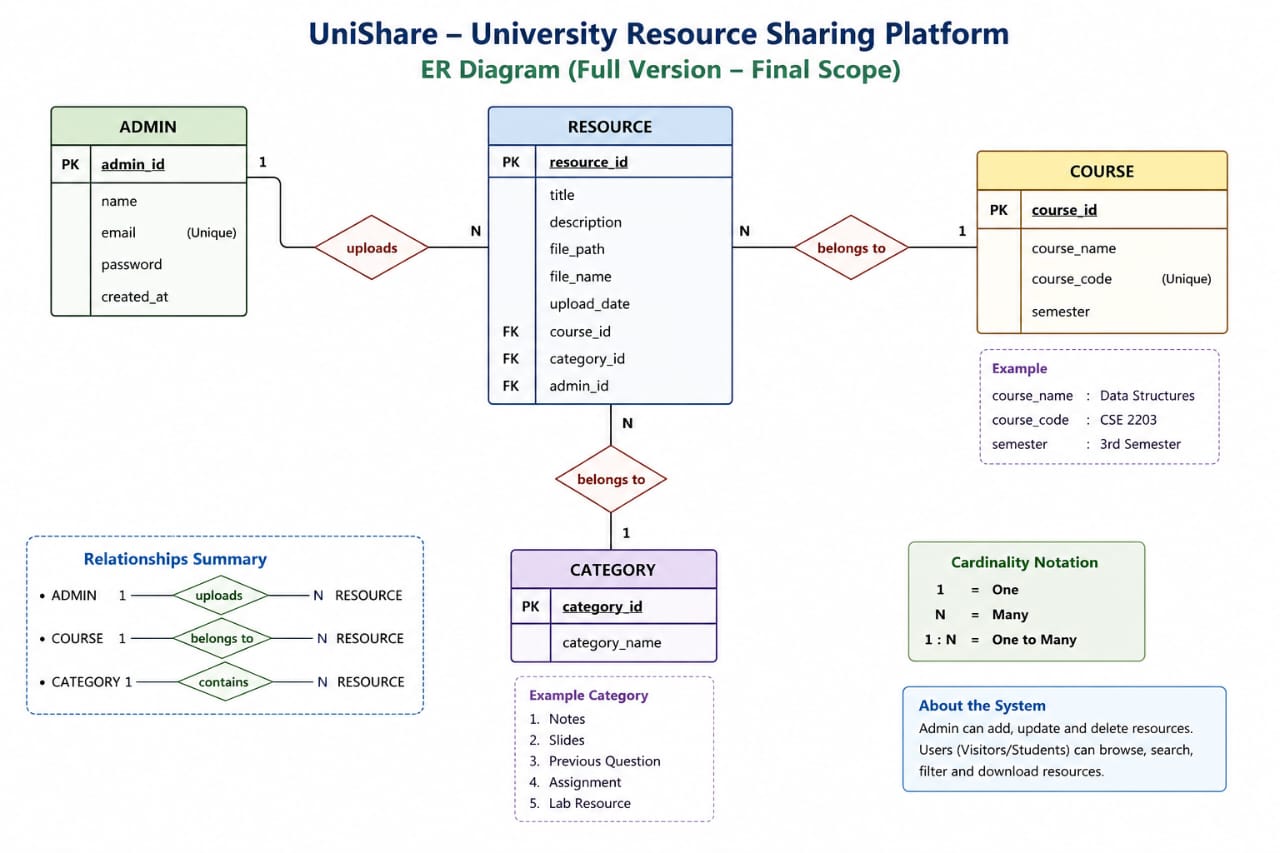 UniShare – University Resource Sharing Platform
ER Diagram (Full Version – Final Scope)
ADMIN
PK admin_id
name
email (Unique)
password
created_at
1
uploads
N
RESOURCE
PK resource_id
title
description
file_path
file_name
upload_date
FK course_id
FK category_id
FK admin_id
N
belongs to
1
COURSE
PK course_id
course_name
course_code (Unique)
semester
Example
course_name : Data Structures
course_code : CSE 2203
semester : 3rd Semester
N
belongs to
1
CATEGORY
PK category_id
category_name
Example Category
1. Notes
2. Slides
3. Previous Question
4. Assignment
5. Lab Resource
Relationships Summary
• ADMIN 1 uploads N RESOURCE
• COURSE 1 belongs to N RESOURCE
• CATEGORY 1 contains N RESOURCE
Cardinality Notation
1 = One
N = Many
1 : N = One to Many
About the System
Admin can add, update and delete resources.
Users (Visitors/Students) can browse, search,
filter and download resources.